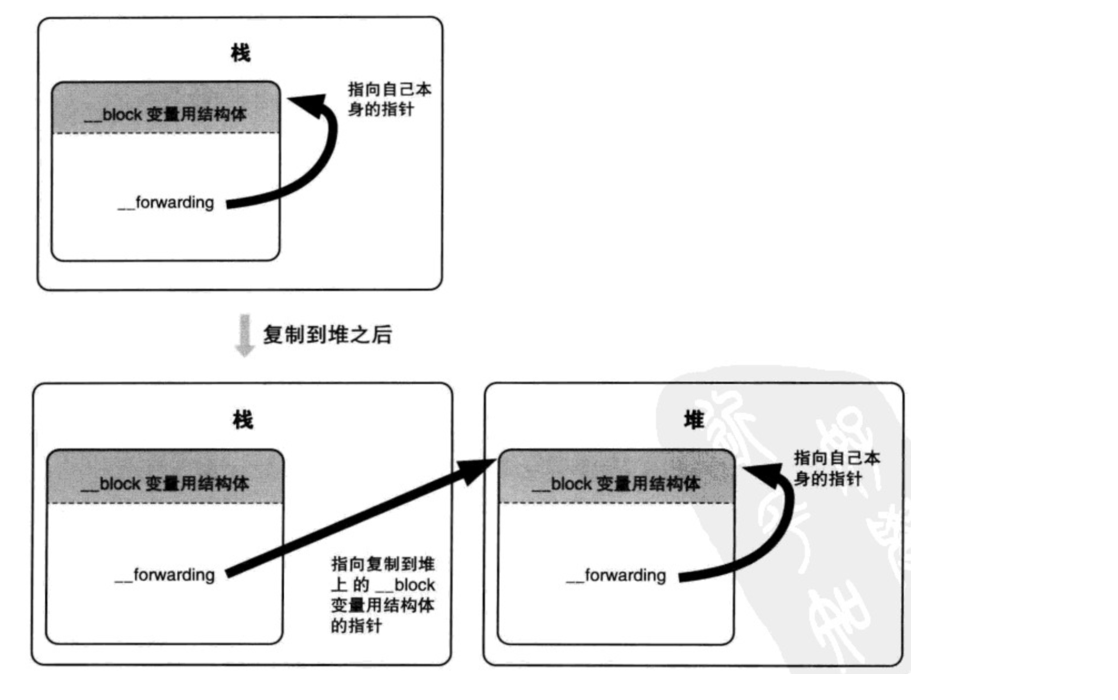 栈
指向自己本
身的指针
__block 变量用结构体
__forwarding
复制到堆之后
栈
__block 变量用结构体
__forwarding
指向复制到堆
上 的 __block
变量用结构体
的指针
堆
指向自己本
身的指针
__block 变量用结构体
__forwarding